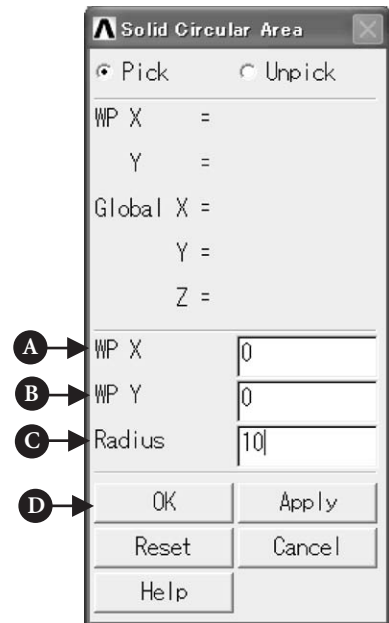 Solid Circular Area
Pick Unpick
WP X =
Y =
Global X =
Y =
Z =
A WP X 0
B WP Y 0
C Radius 10
D OK Apply
Reset Cancel
Help